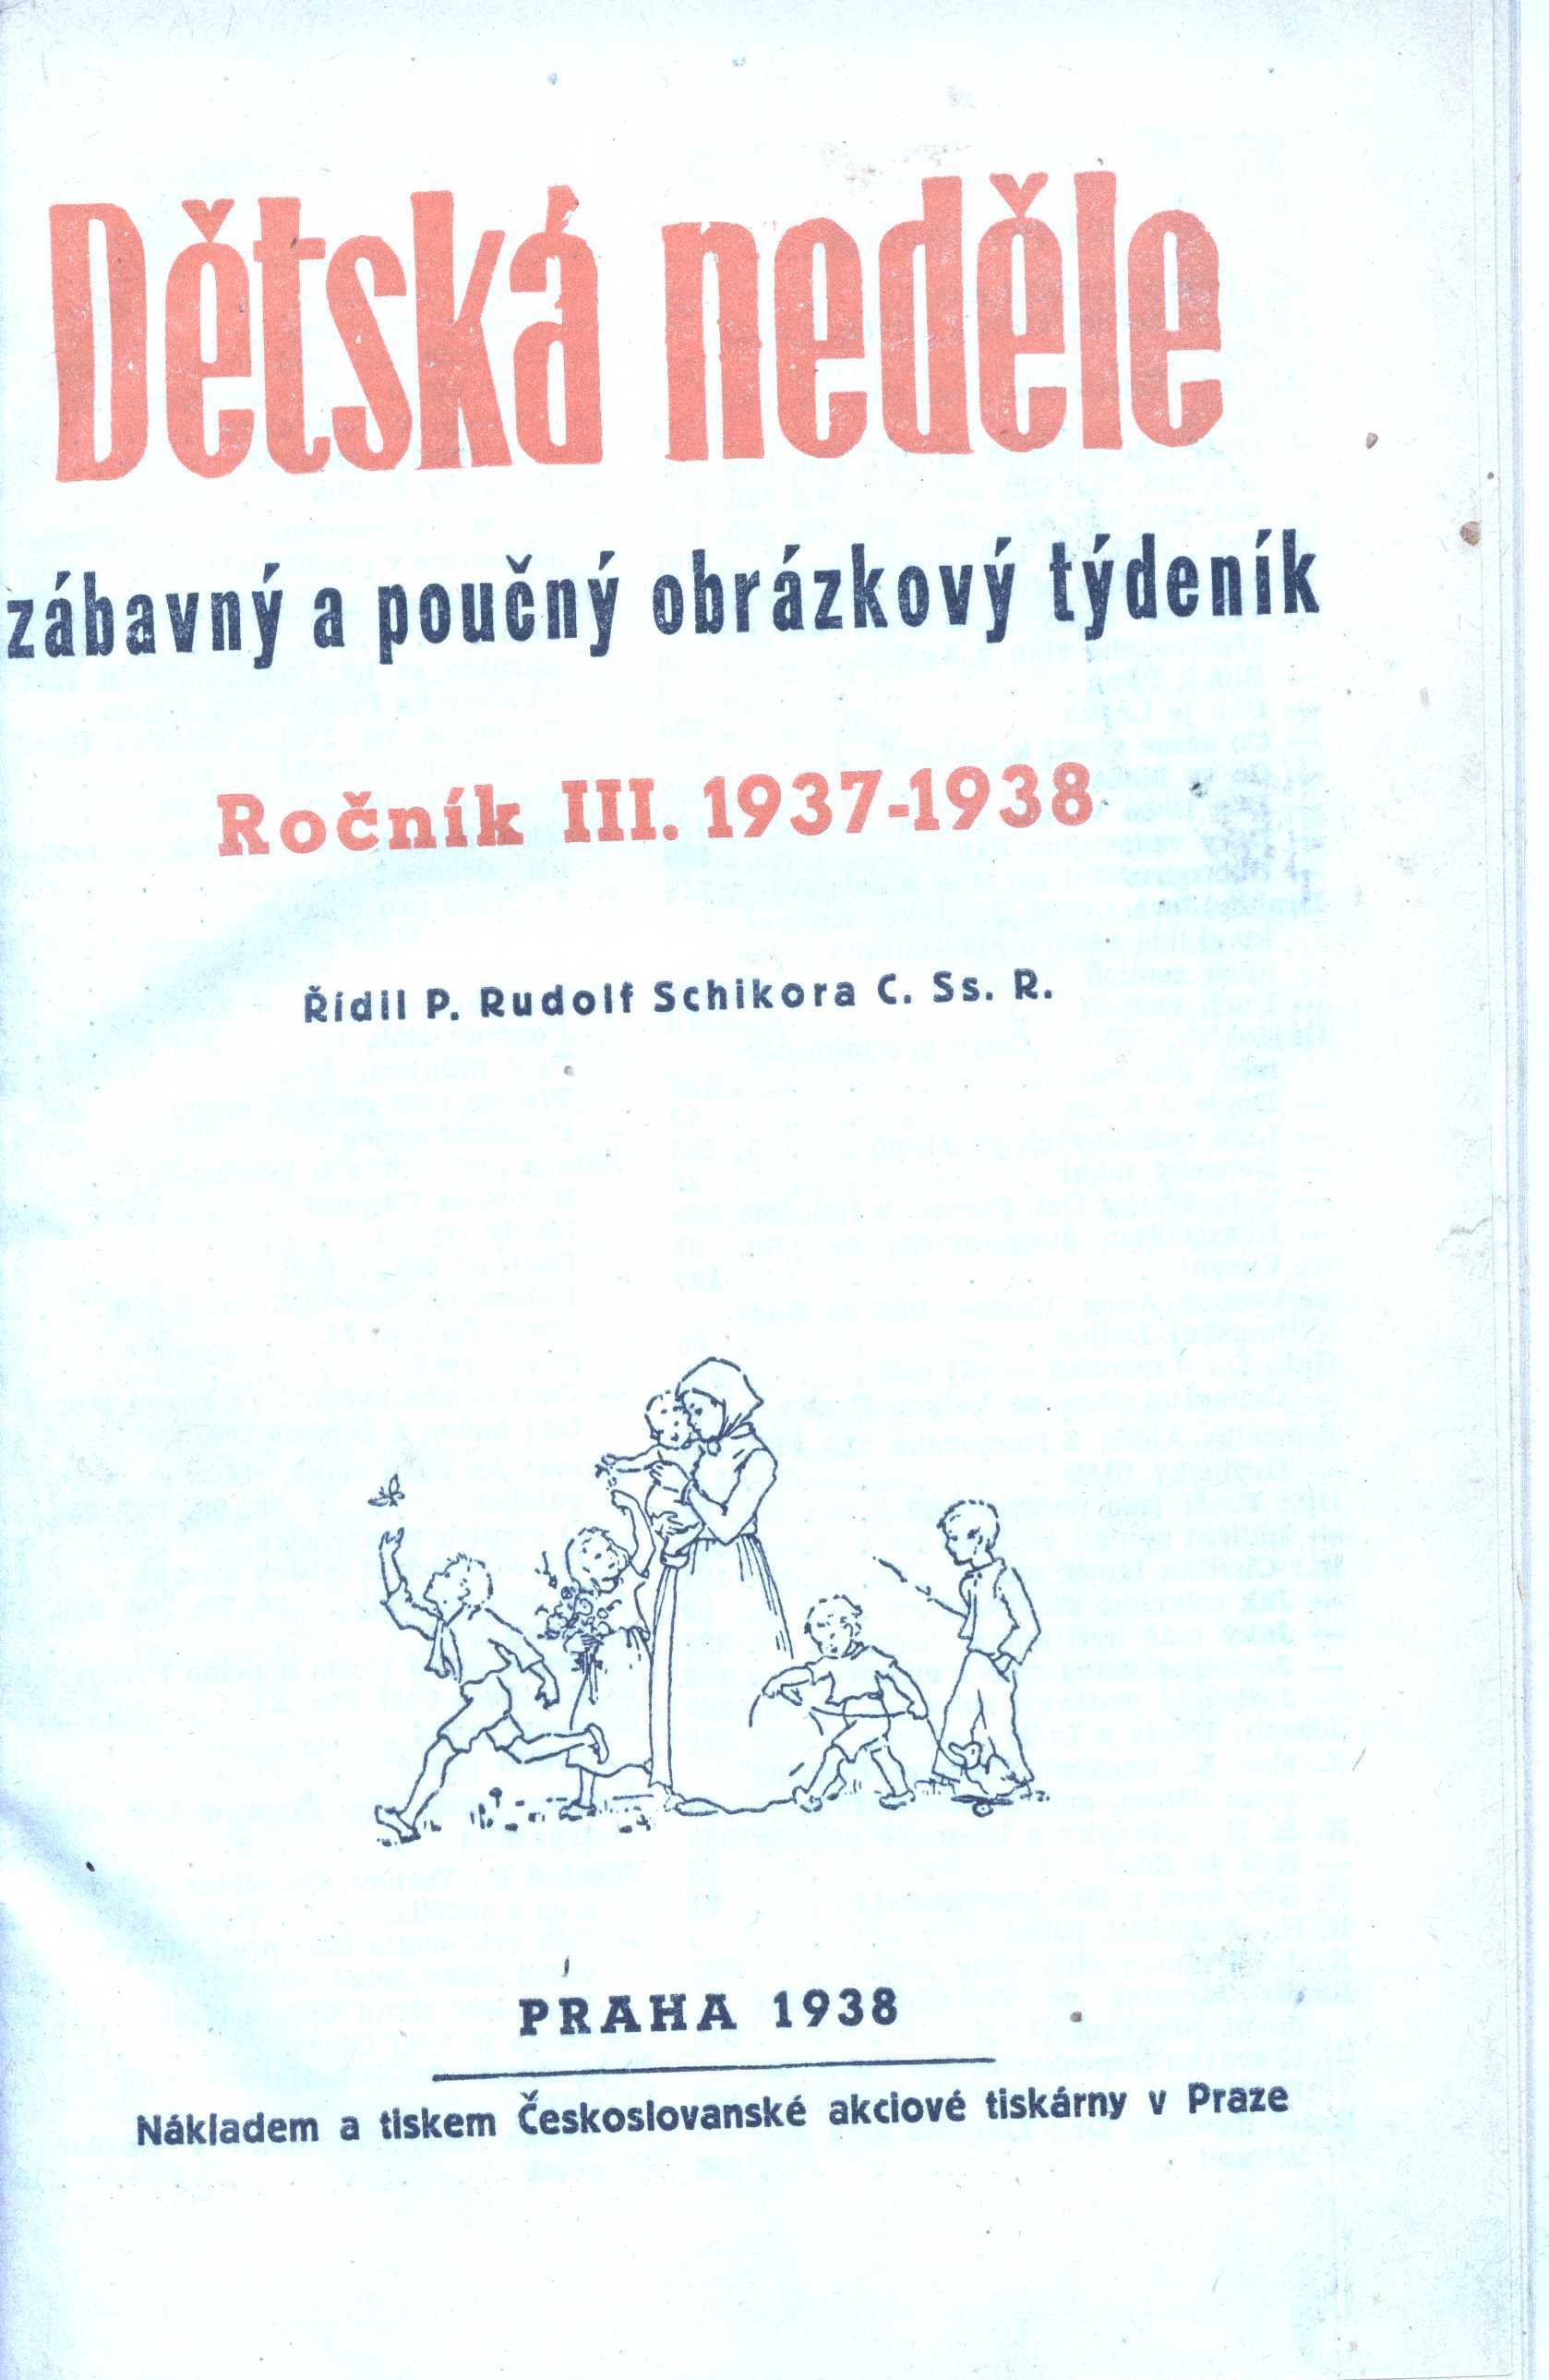 Dětská neděle
zábavný a poučný obrázkový týdeník
Ročník III. 1937-1938
Řídil P. Rudolf Schikora C. Ss. R.
PRAHA 1938
Nákladem a tiskem Československé akciové tiskárny v Praze